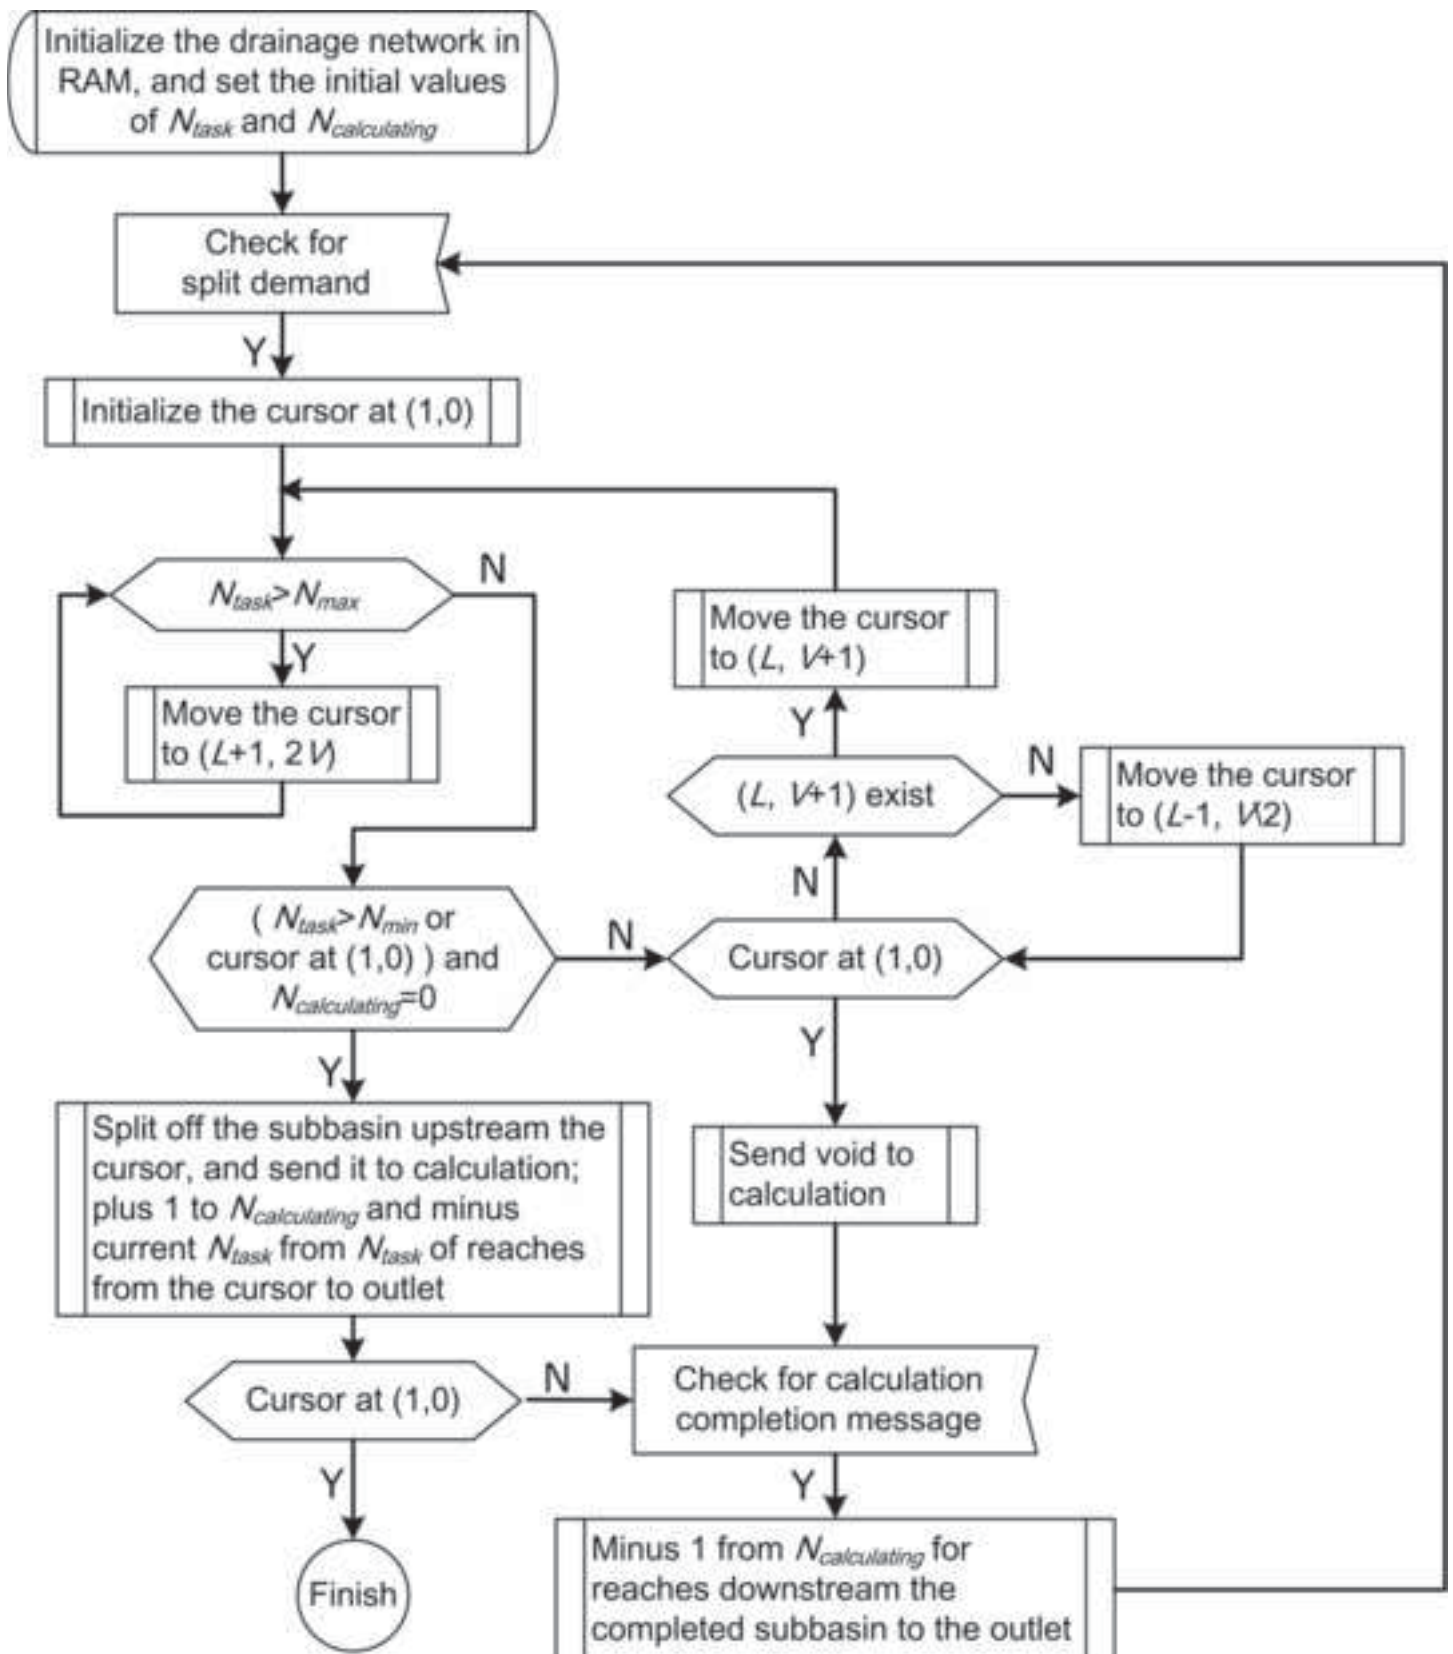 Initialize the drainage network in
RAM, and set the initial values
of Ntask and Ncalculating
Check for
split demand
Y
Initialize the cursor at (1,0)
Ntask>Nmax
N
Y
Move the cursor
to (L+1, 2V)
Move the cursor
to (L, V+1)
Y
(L, V+1) exist
N
Move the cursor
to (L-1, V\2)
N
( Ntask>Nmin or
cursor at (1,0) ) and
Ncalculating=0
N
Cursor at (1,0)
Y
Y
Split off the subbasin upstream the
cursor, and send it to calculation;
plus 1 to Ncalculating and minus
current Ntask from Ntask of reaches
from the cursor to outlet
Send void to
calculation
Cursor at (1,0)
N
Check for calculation
completion message
Y
Y
Finish
Minus 1 from Ncalculating for
reaches downstream the
completed subbasin to the outlet